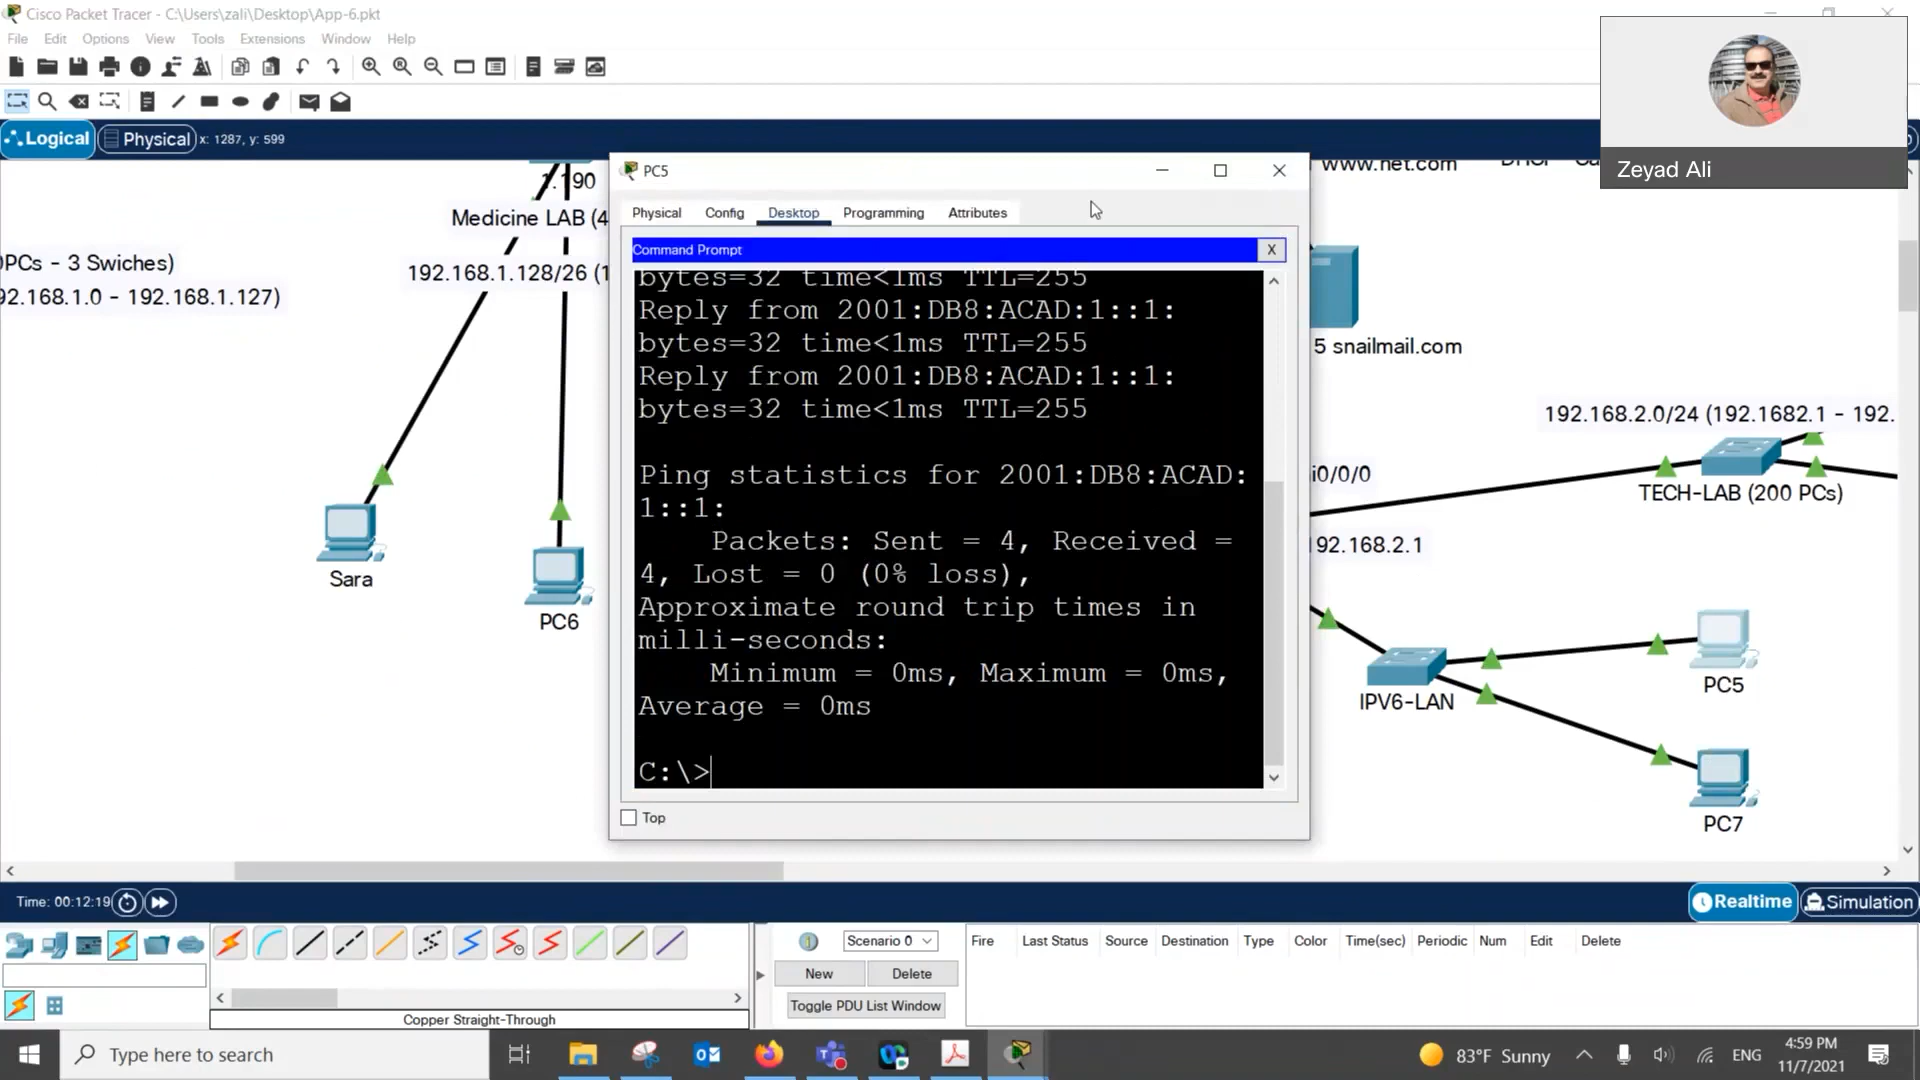 Cisco Packet Tracer - C:\Users\zali\Desktop\App-6.pkt
File Edit Options View Tools Extensions Window Help
Logical Physical x: 1287, y: 599
Zeyad Ali
1.190
Medicine LAB (4
PCs - 3 Swiches)
192.168.1.128/26 (1
92.168.1.0 - 192.168.1.127)
Sara
PC6
www.net.com
5 snailmail.com
192.168.2.0/24 (192.1682.1 - 192.
i0/0/0
TECH-LAB (200 PCs)
92.168.2.1
IPV6-LAN
PC5
PC7
PC5
Physical Config Desktop Programming Attributes
Command Prompt X
bytes=32 time<1ms TTL=255
Reply from 2001:DB8:ACAD:1::1:
bytes=32 time<1ms TTL=255
Reply from 2001:DB8:ACAD:1::1:
bytes=32 time<1ms TTL=255
Ping statistics for 2001:DB8:ACAD:
1::1:
Packets: Sent = 4, Received =
4, Lost = 0 (0% loss),
Approximate round trip times in
milli-seconds:
Minimum = 0ms, Maximum = 0ms,
Average = 0ms
C:\>
Top
Time: 00:12:19
Realtime Simulation
Scenario 0
New Delete
Toggle PDU List Window
Fire Last Status Source Destination Type Color Time(sec) Periodic Num Edit Delete
Copper Straight-Through
Type here to search
83°F Sunny
ENG
4:59 PM
11/7/2021